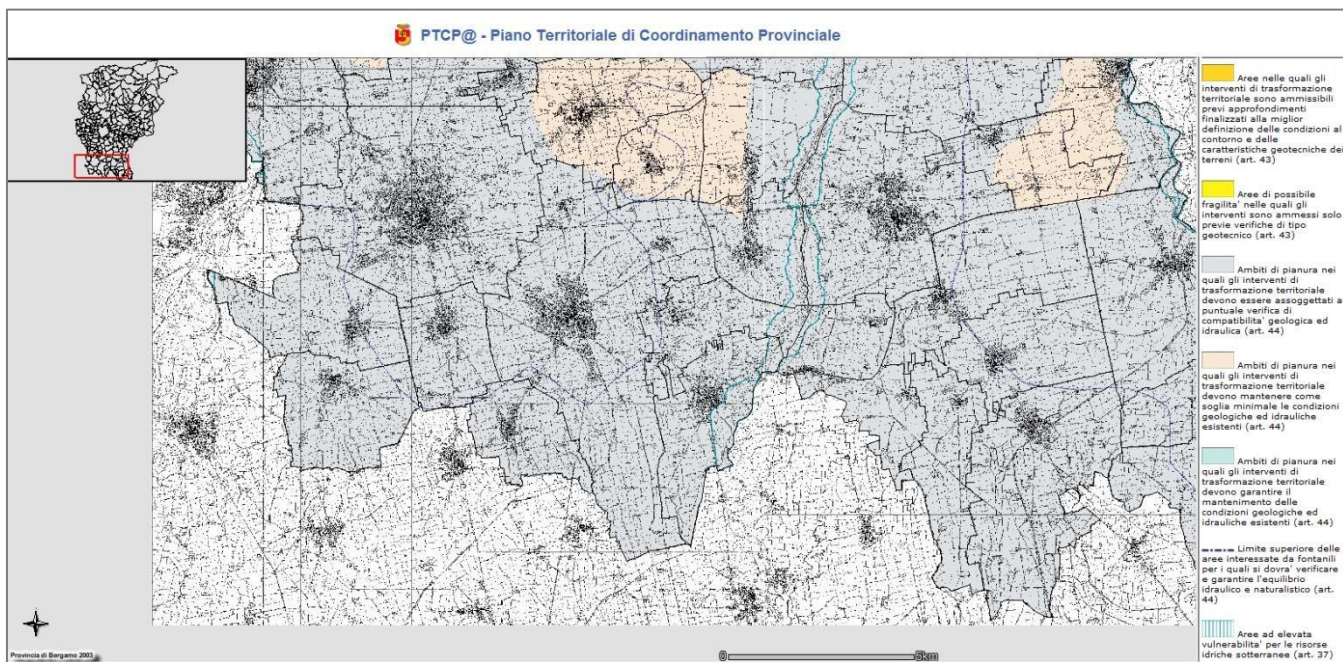 PTCP@ - Piano Territoriale di Coordinamento Provinciale
Aree nelle quali gli
interventi di trasformazione
territoriale sono ammissibili
previ approfondimenti
finalizzati alla miglior
definizione delle condizioni al
contorno e delle
caratteristiche geotecniche dei
terreni (art. 43)
Aree di possibile
fragilita' nelle quali gli
interventi sono ammessi solo
previe verifiche di tipo
geotecnico (art. 43)
Ambiti di pianura nei
quali gli interventi di
trasformazione territoriale
devono essere assoggettati a
puntuale verifica di
compatibilita' geologica ed
idraulica (art. 44)
Ambiti di pianura nei
quali gli interventi di
trasformazione territoriale
devono mantenere come
soglia minimale le condizioni
geologiche ed idrauliche
esistenti (art. 44)
Ambiti di pianura nei
quali gli interventi di
trasformazione territoriale
devono garantire il
mantenimento delle
condizioni geologiche ed
idrauliche esistenti (art. 44)
Limite superiore delle
aree interessate da fontanili
per i quali si dovra' verificare
e garantire l'equilibrio
idraulico e naturalistico (art.
44)
Aree ad elevata
vulnerabilita' per le risorse
idriche sotterranee (art. 37)
Provincia di Bergamo 2003
0 5km